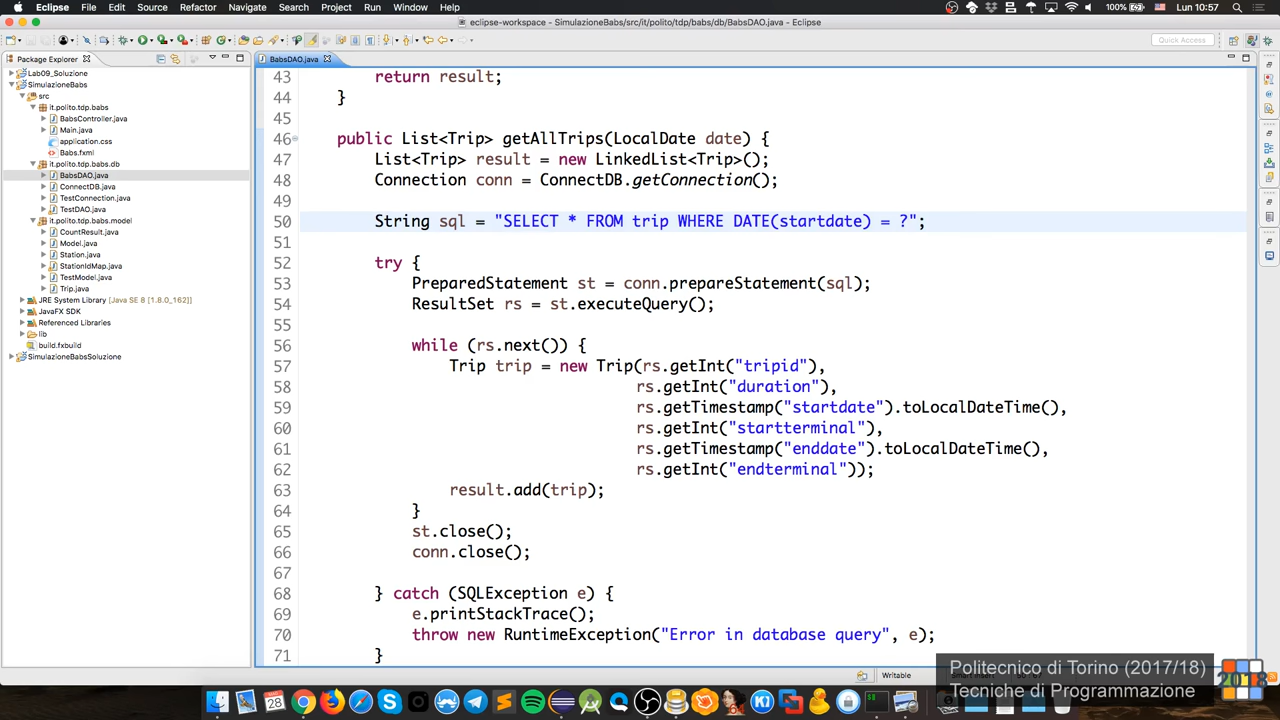 Eclipse File Edit Source Refactor Navigate Search Project Run Window Help 100% Lun 10:57
eclipse-workspace - SimulazioneBabs/src/it/polito/tdp/babs/db/BabsDAO.java - Eclipse
Quick Access
Package Explorer
BabsDAO.java
Lab09_Soluzione
SimulazioneBabs
src
it.polito.tdp.babs
BabsController.java
Main.java
application.css
Babs.fxml
it.polito.tdp.babs.db
BabsDAO.java
ConnectDB.java
TestConnection.java
TestDAO.java
it.polito.tdp.babs.model
CountResult.java
Model.java
Station.java
StationIdMap.java
TestModel.java
Trip.java
JRE System Library [Java SE 8 [1.8.0_162]]
JavaFX SDK
Referenced Libraries
lib
build.fxbuild
SimulazioneBabsSoluzione
43 return result;
44 }
45
46 public List<Trip> getAllTrips(LocalDate date) {
47 List<Trip> result = new LinkedList<Trip>();
48 Connection conn = ConnectDB.getConnection();
49
50 String sql = "SELECT * FROM trip WHERE DATE(startdate) = ?";
51
52 try {
53 PreparedStatement st = conn.prepareStatement(sql);
54 ResultSet rs = st.executeQuery();
55
56 while (rs.next()) {
57 Trip trip = new Trip(rs.getInt("tripid"),
58 rs.getInt("duration"),
59 rs.getTimestamp("startdate").toLocalDateTime(),
60 rs.getInt("startterminal"),
61 rs.getTimestamp("enddate").toLocalDateTime(),
62 rs.getInt("endterminal"));
63 result.add(trip);
64 }
65 st.close();
66 conn.close();
67
68 } catch (SQLException e) {
69 e.printStackTrace();
70 throw new RuntimeException("Error in database query", e);
71 }
Writable
Politecnico di Torino (2017/18)
Tecniche di Programmazione
2018
28